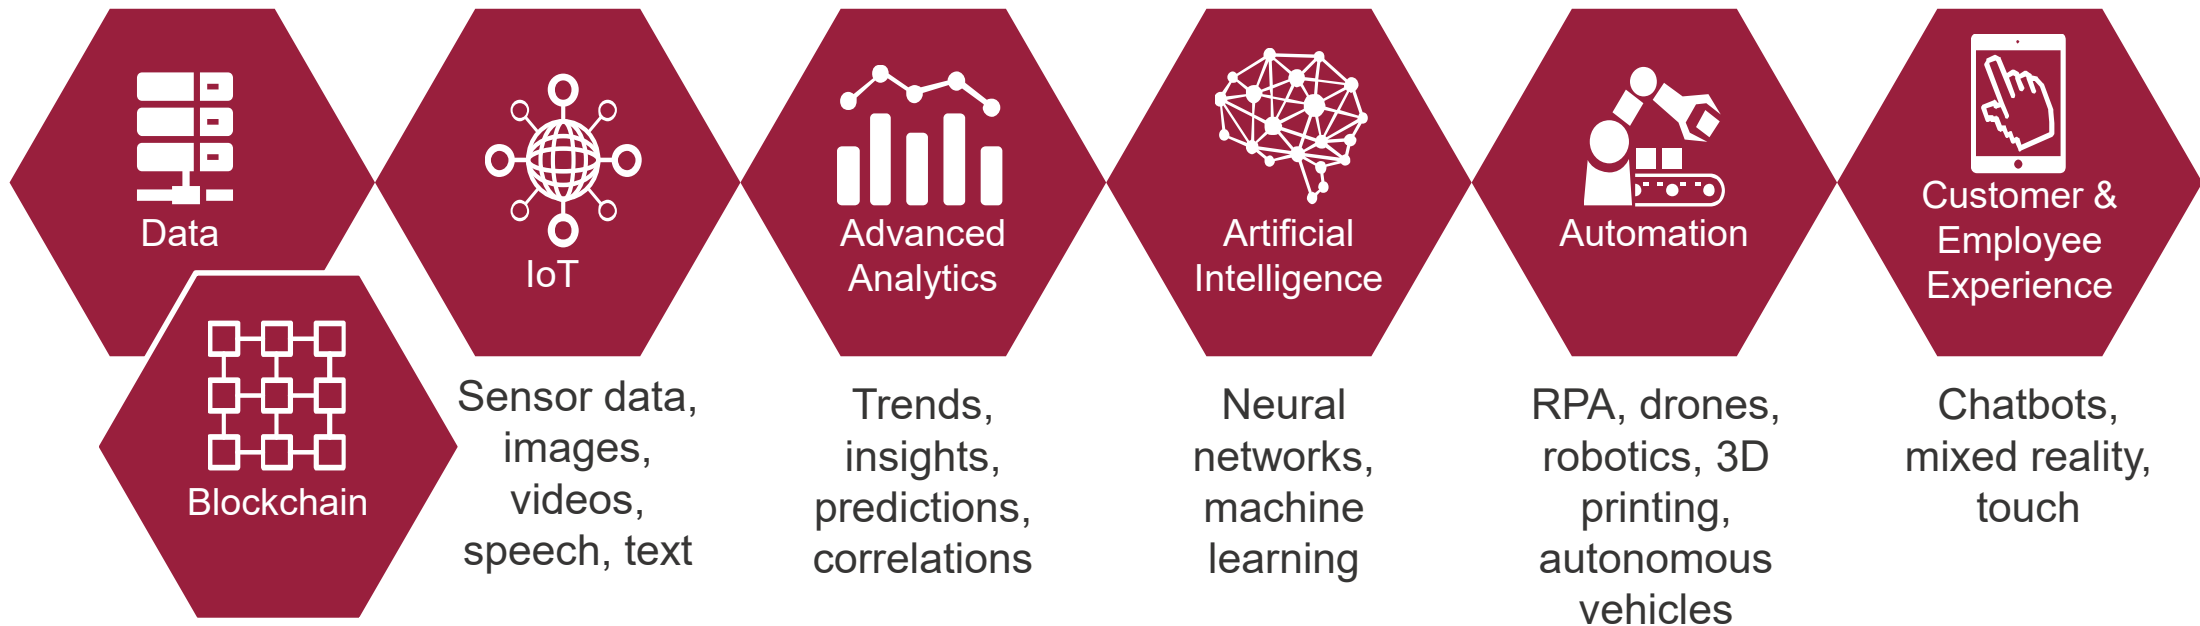 Data
Blockchain
IoT
Sensor data,
images,
videos,
speech, text
Advanced
Analytics
Trends,
insights,
predictions,
correlations
Artificial
Intelligence
Neural
networks,
machine
learning
Automation
RPA, drones,
robotics, 3D
printing,
autonomous
vehicles
Customer &
Employee
Experience
Chatbots,
mixed reality,
touch